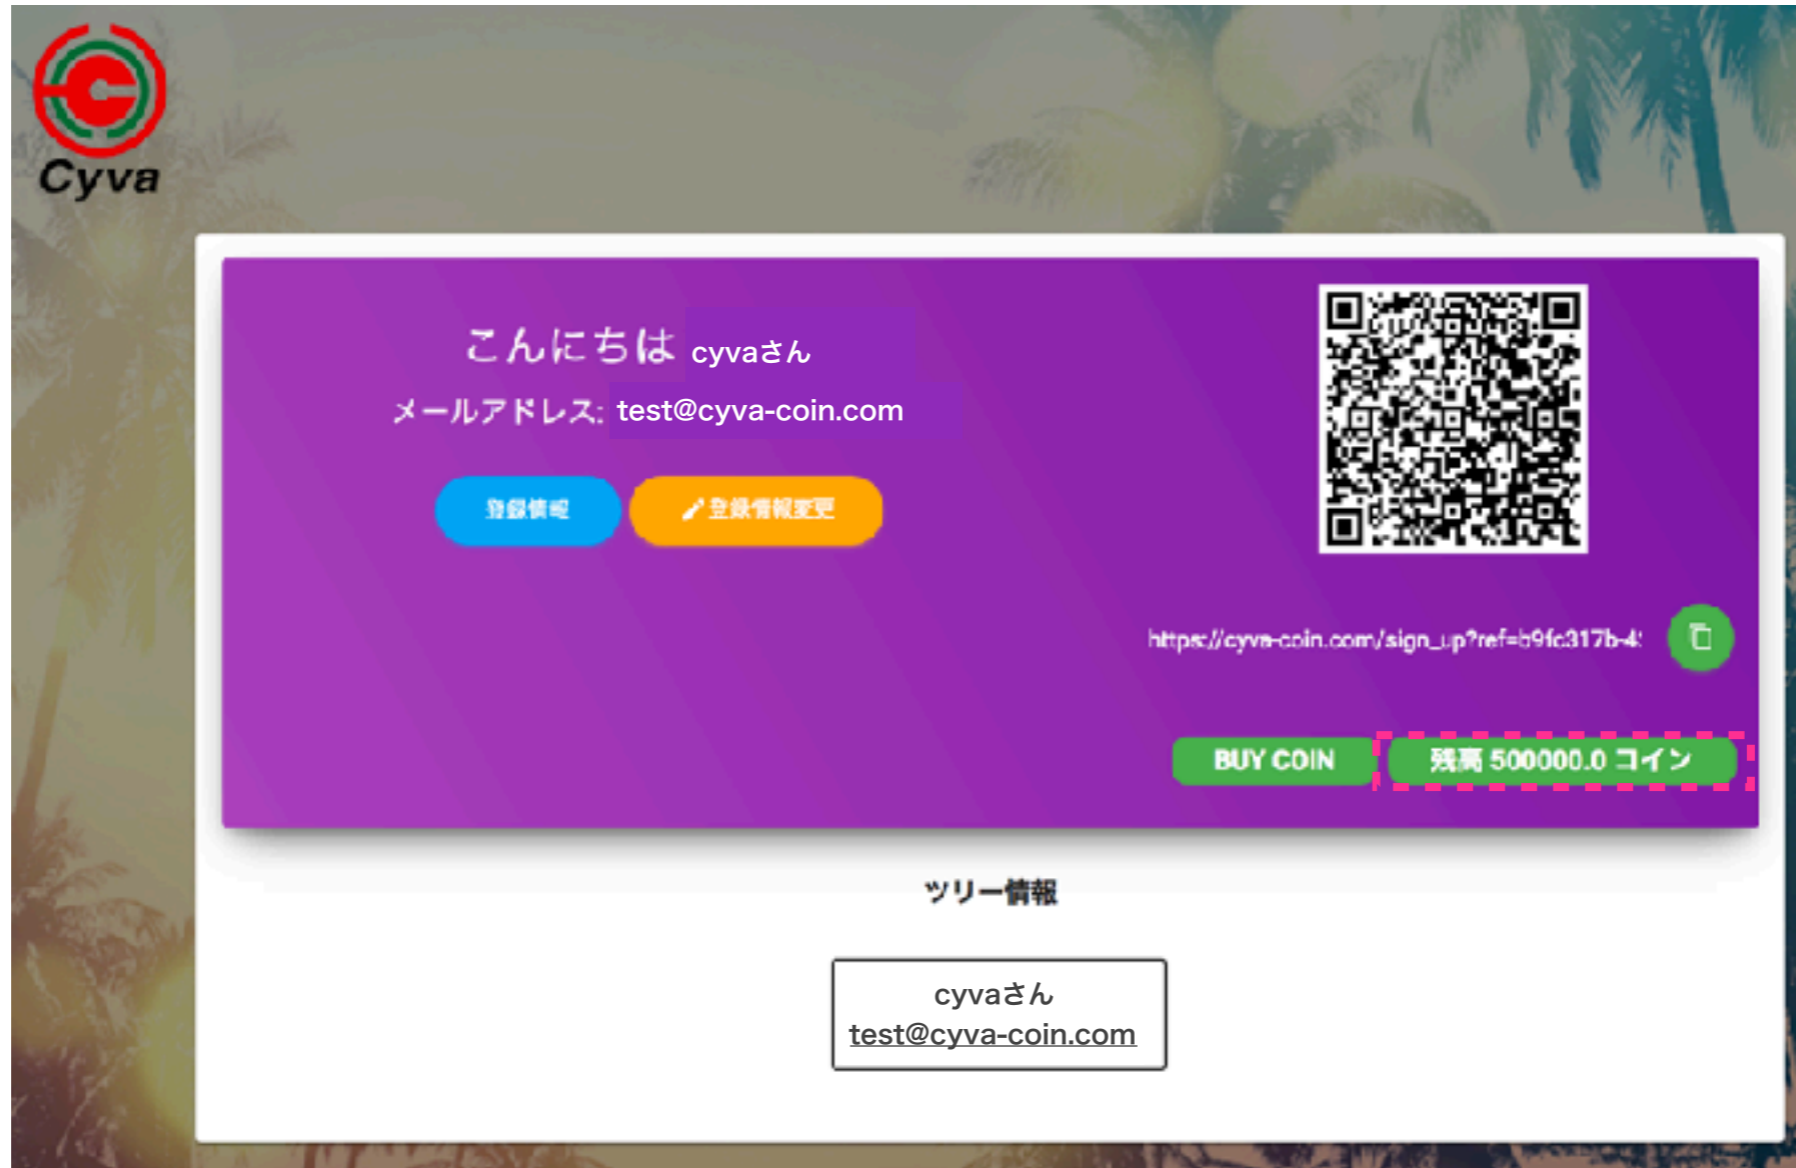 Cyva
こんにちは cyvaさん
メールアドレス: test@cyva-coin.com
登録情報
登録情報変更
https://cyva-coin.com/sign_up?ref=b9fc317b-4
BUY COIN
残高 500000.0 コイン
ツリー情報
cyvaさん
test@cyva-coin.com